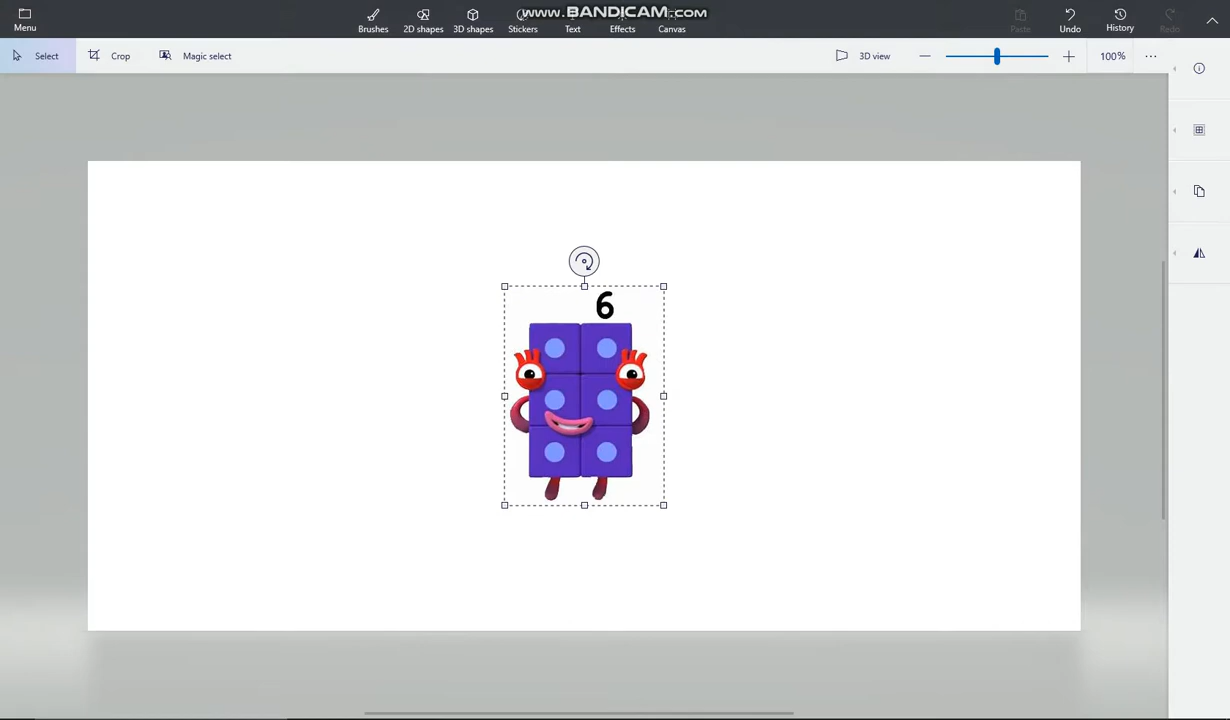 www.BANDICAM.com
Menu
Brushes
2D shapes
3D shapes
Stickers
Text
Effects
Canvas
Paste
Undo
History
Redo
Select
Crop
Magic select
3D view
100%
6